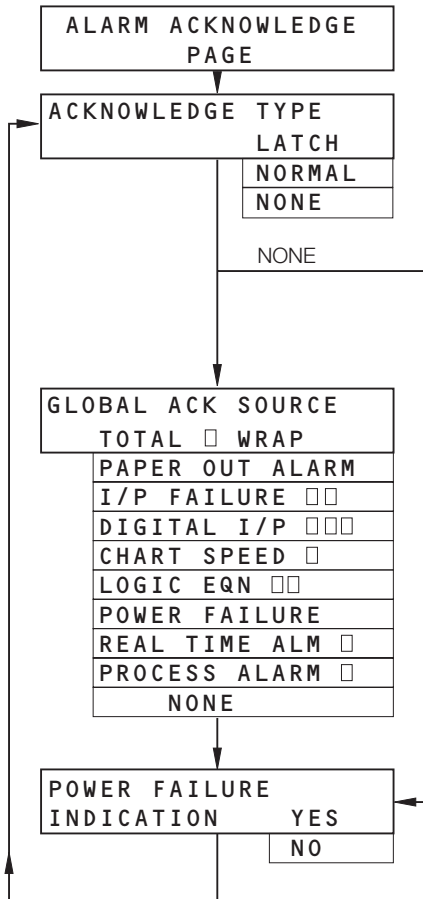 ALARM ACKNOWLEDGE
PAGE
ACKNOWLEDGE TYPE
LATCH
NORMAL
NONE
NONE
GLOBAL ACK SOURCE
TOTAL □ WRAP
PAPER OUT ALARM
I/P FAILURE □□
DIGITAL I/P □□□
CHART SPEED □
LOGIC EQN □□
POWER FAILURE
REAL TIME ALM □
PROCESS ALARM □
NONE
POWER FAILURE
INDICATION YES
NO